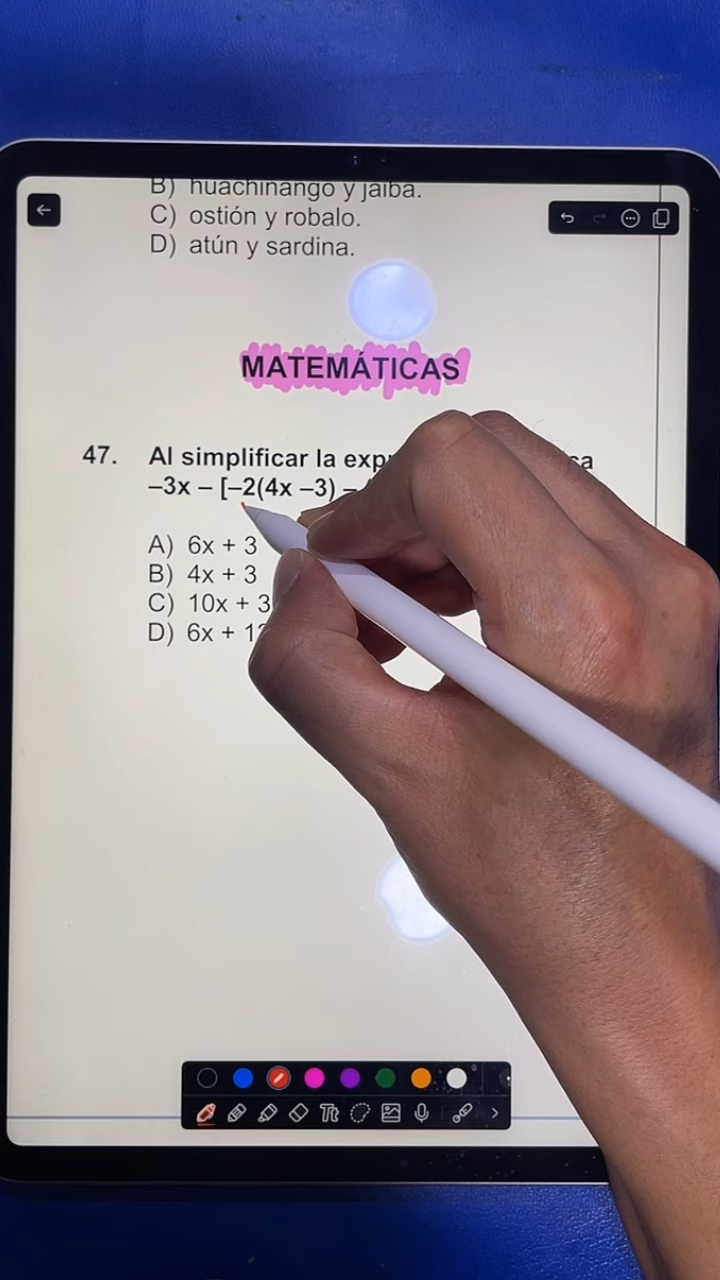 B) huachinango y jaiba.
C) ostión y robalo.
D) atún y sardina.
MATEMÁTICAS
47. Al simplificar la
–3x – [–2(4x –3) –
A) 6x + 3
B) 4x + 3
C) 10x + 3
D) 6x +
Tt